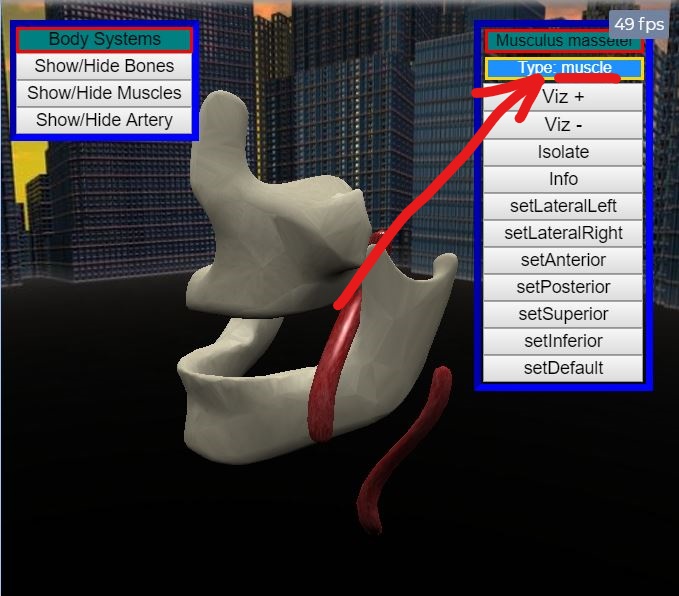 49 fps
Body Systems
Show/Hide Bones
Show/Hide Muscles
Show/Hide Artery
Musculus masseter
Type: muscle
Viz +
Viz -
Isolate
Info
setLateralLeft
setLateralRight
setAnterior
setPosterior
setSuperior
setInferior
setDefault